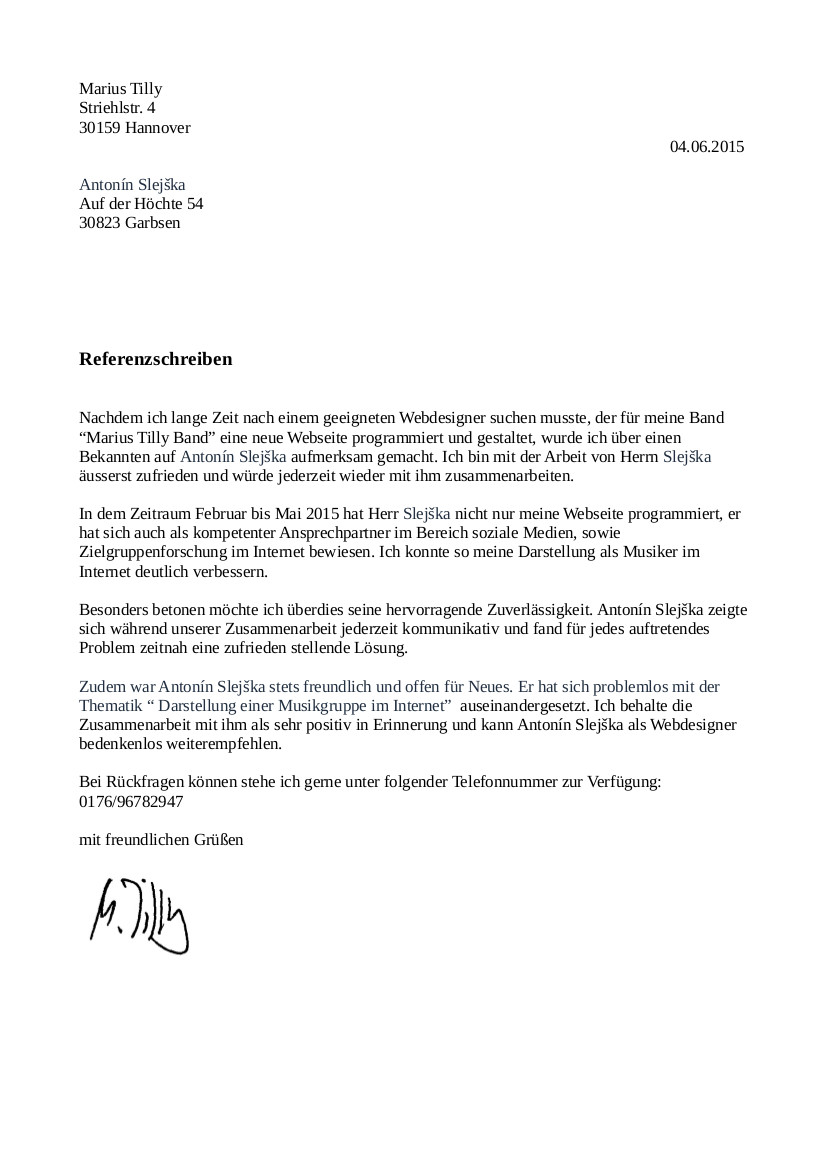 Marius Tilly
Striehlstr. 4
30159 Hannover
04.06.2015
Antonín Slejška
Auf der Höchte 54
30823 Garbsen
Referenzschreiben
Nachdem ich lange Zeit nach einem geeigneten Webdesigner suchen musste, der für meine Band
“Marius Tilly Band” eine neue Webseite programmiert und gestaltet, wurde ich über einen
Bekannten auf Antonín Slejška aufmerksam gemacht. Ich bin mit der Arbeit von Herrn Slejška
äusserst zufrieden und würde jederzeit wieder mit ihm zusammenarbeiten.
In dem Zeitraum Februar bis Mai 2015 hat Herr Slejška nicht nur meine Webseite programmiert, er
hat sich auch als kompetenter Ansprechpartner im Bereich soziale Medien, sowie
Zielgruppenforschung im Internet bewiesen. Ich konnte so meine Darstellung als Musiker im
Internet deutlich verbessern.
Besonders betonen möchte ich überdies seine hervorragende Zuverlässigkeit. Antonín Slejška zeigte
sich während unserer Zusammenarbeit jederzeit kommunikativ und fand für jedes auftretendes
Problem zeitnah eine zufrieden stellende Lösung.
Zudem war Antonín Slejška stets freundlich und offen für Neues. Er hat sich problemlos mit der
Thematik “ Darstellung einer Musikgruppe im Internet”  auseinandergesetzt. Ich behalte die
Zusammenarbeit mit ihm als sehr positiv in Erinnerung und kann Antonín Slejška als Webdesigner
bedenkenlos weiterempfehlen.
Bei Rückfragen können stehe ich gerne unter folgender Telefonnummer zur Verfügung:
0176/96782947
mit freundlichen Grüßen
M. Tilly